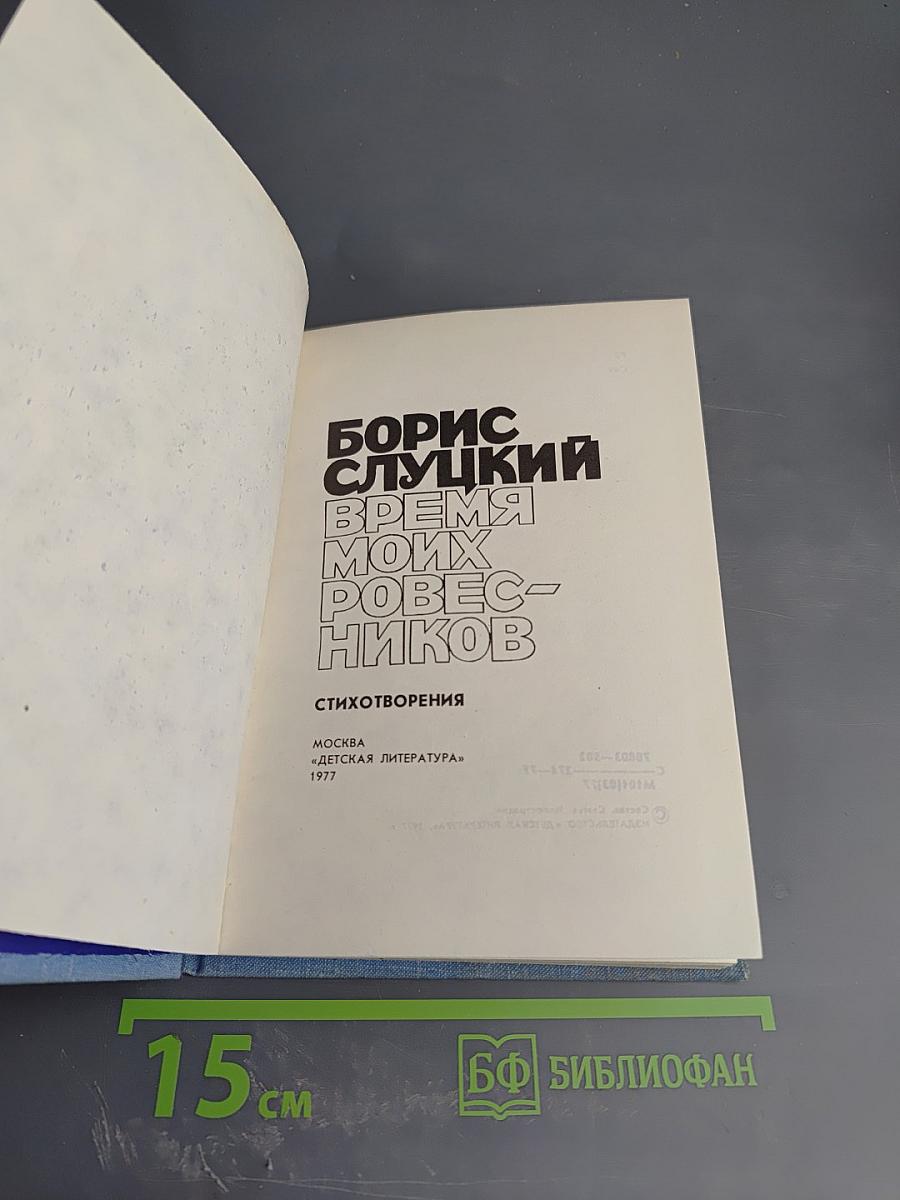 БОРИС
СЛУЦКИЙ
ВРЕМЯ
МОИХ
РОВЕС-
НИКОВ
СТИХОТВОРЕНИЯ
МОСКВА
«ДЕТСКАЯ ЛИТЕРАТУРА»
1977
15 см
БФ БИБЛИОФАН